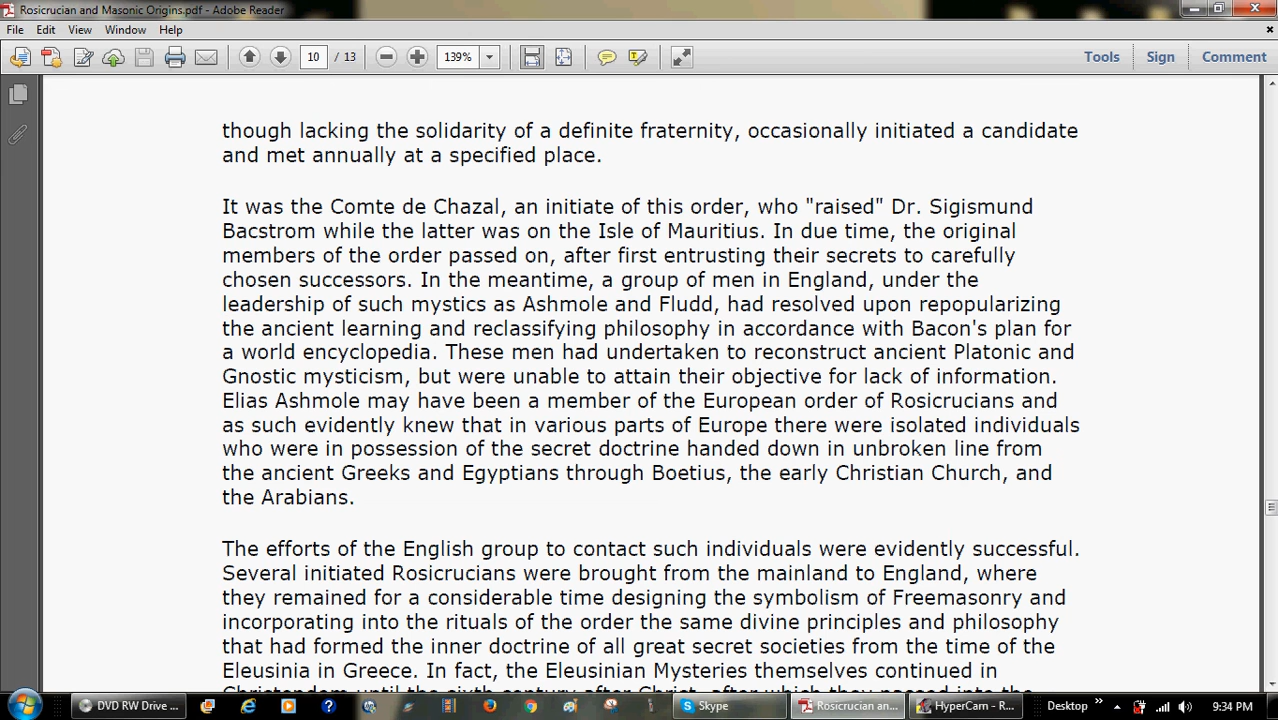 Rosicrucian and Masonic Origins.pdf - Adobe Reader
File Edit View Window Help
10 / 13 139% Tools Sign Comment
though lacking the solidarity of a definite fraternity, occasionally initiated a candidate
and met annually at a specified place.
It was the Comte de Chazal, an initiate of this order, who "raised" Dr. Sigismund
Bacstrom while the latter was on the Isle of Mauritius. In due time, the original
members of the order passed on, after first entrusting their secrets to carefully
chosen successors. In the meantime, a group of men in England, under the
leadership of such mystics as Ashmole and Fludd, had resolved upon repopularizing
the ancient learning and reclassifying philosophy in accordance with Bacon's plan for
a world encyclopedia. These men had undertaken to reconstruct ancient Platonic and
Gnostic mysticism, but were unable to attain their objective for lack of information.
Elias Ashmole may have been a member of the European order of Rosicrucians and
as such evidently knew that in various parts of Europe there were isolated individuals
who were in possession of the secret doctrine handed down in unbroken line from
the ancient Greeks and Egyptians through Boetius, the early Christian Church, and
the Arabians.
The efforts of the English group to contact such individuals were evidently successful.
Several initiated Rosicrucians were brought from the mainland to England, where
they remained for a considerable time designing the symbolism of Freemasonry and
incorporating into the rituals of the order the same divine principles and philosophy
that had formed the inner doctrine of all great secret societies from the time of the
Eleusinia in Greece. In fact, the Eleusinian Mysteries themselves continued in
Christendom until the sixth century after Christ, after which they passed into the
DVD RW Drive ... Skype Rosicrucian an... HyperCam - R... Desktop 9:34 PM